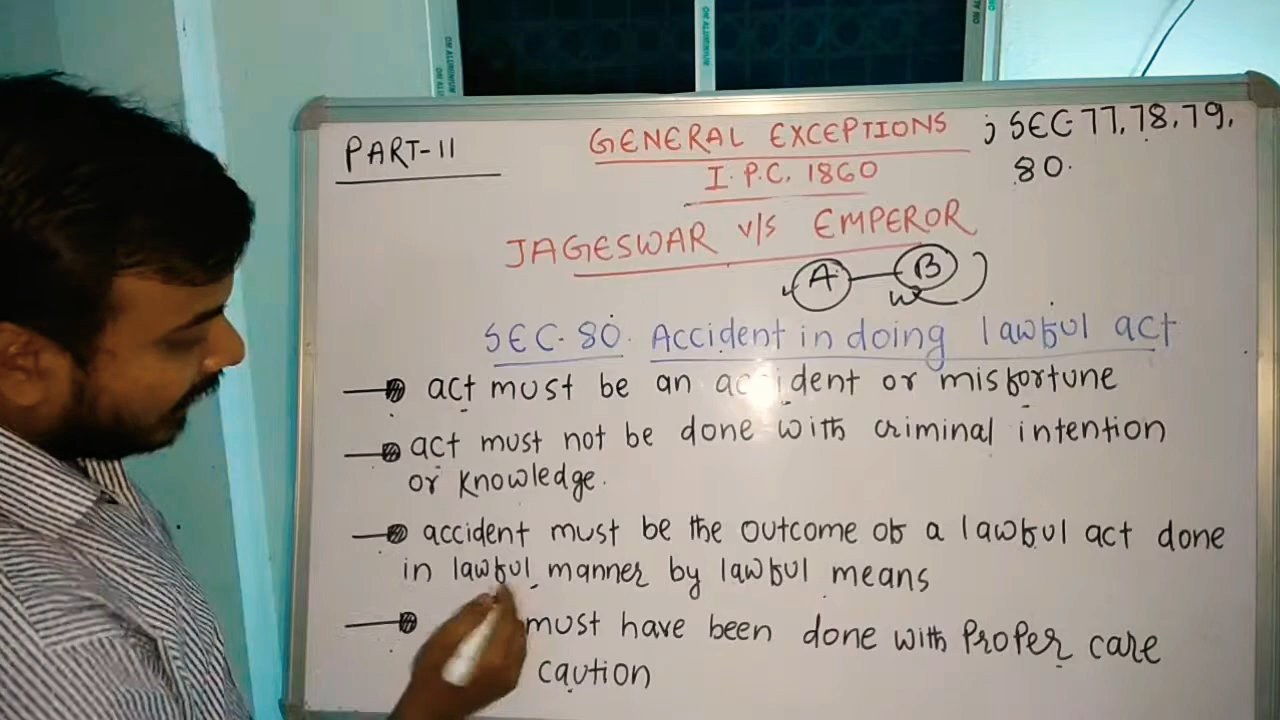 PART-II
GENERAL EXCEPTIONS ; SEC-77,78,79,
80.
I.P.C. 1860
JAGESWAR v/s EMPEROR
A B
SEC-80. Accident in doing lawful act
act must be an accident or misfortune
act must not be done with criminal intention
or knowledge.
accident must be the outcome of a lawful act done
in lawful manner by lawful means
must have been done with Proper care
caution